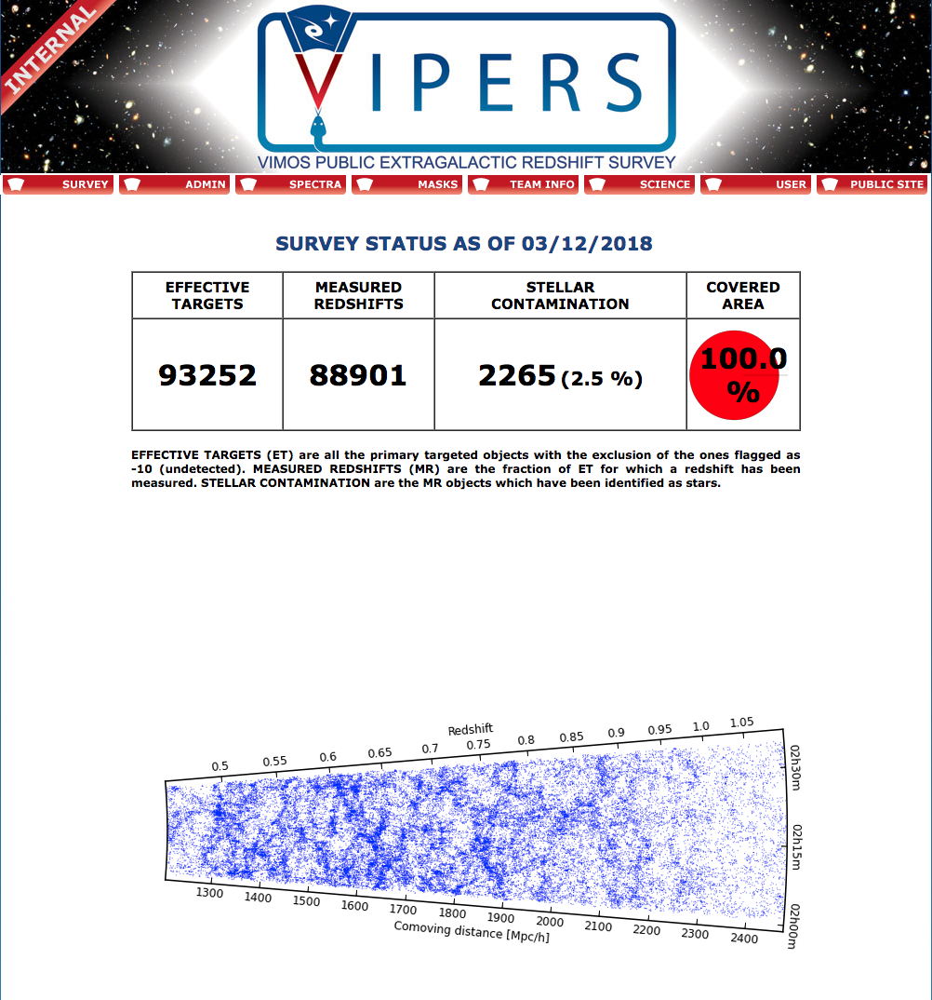 INTERNAL
VIPERS
VIMOS PUBLIC EXTRAGALACTIC REDSHIFT SURVEY
SURVEY ADMIN SPECTRA MASKS TEAM INFO SCIENCE USER PUBLIC SITE
SURVEY STATUS AS OF 03/12/2018
EFFECTIVE TARGETS MEASURED REDSHIFTS STELLAR CONTAMINATION COVERED AREA
93252 88901 2265 (2.5 %) 100.0 %
EFFECTIVE TARGETS (ET) are all the primary targeted objects with the exclusion of the ones flagged as
-10 (undetected). MEASURED REDSHIFTS (MR) are the fraction of ET for which a redshift has been
measured. STELLAR CONTAMINATION are the MR objects which have been identified as stars.
Redshift
0.5 0.55 0.6 0.65 0.7 0.75 0.8 0.85 0.9 0.95 1.0 1.05
02h30m
02h15m
02h00m
1300 1400 1500 1600 1700 1800 1900 2000 2100 2200 2300 2400
Comoving distance [Mpc/h]